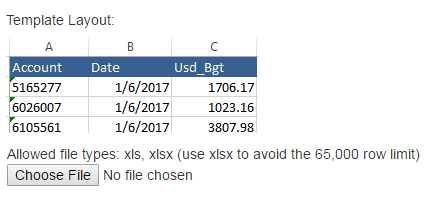 Template Layout:
A B C
Account Date Usd_Bgt
5165277 1/6/2017 1706.17
6026007 1/6/2017 1023.16
6105561 1/6/2017 3807.98
Allowed file types: xls, xlsx (use xlsx to avoid the 65,000 row limit)
Choose File No file chosen